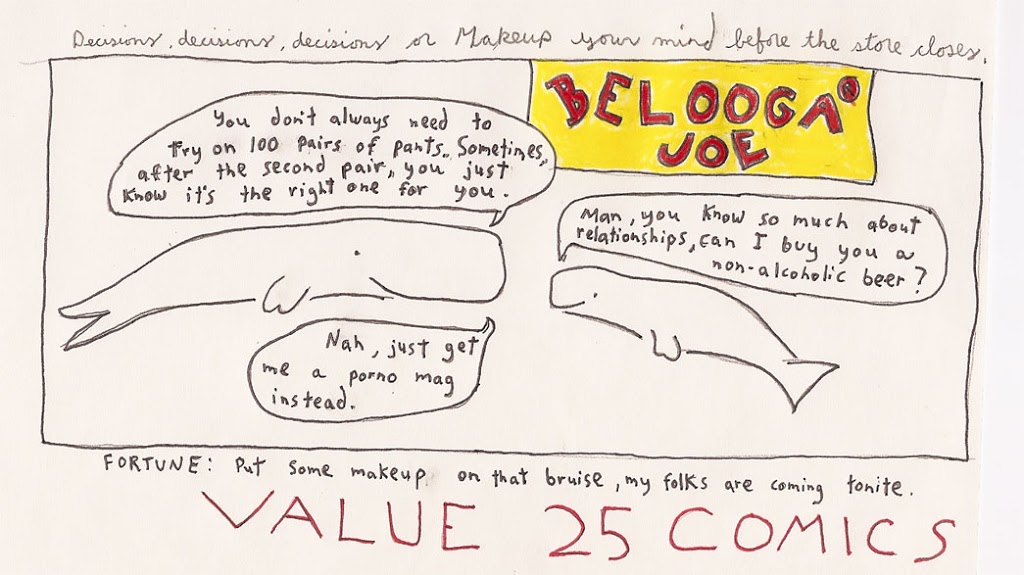 Decisions, decisions, decisions or Makeup your mind before the store closes.
BELOOGA®
JOE
You don't always need to
Try on 100 pairs of pants. Sometimes,
after the second pair, you just
know it's the right one for you.
Man, you know so much about
relationships, can I buy you a
non-alcoholic beer?
Nah, just get
me a porno mag
instead.
FORTUNE: Put some makeup on that bruise, my folks are coming tonite.
VALUE 25 COMICS